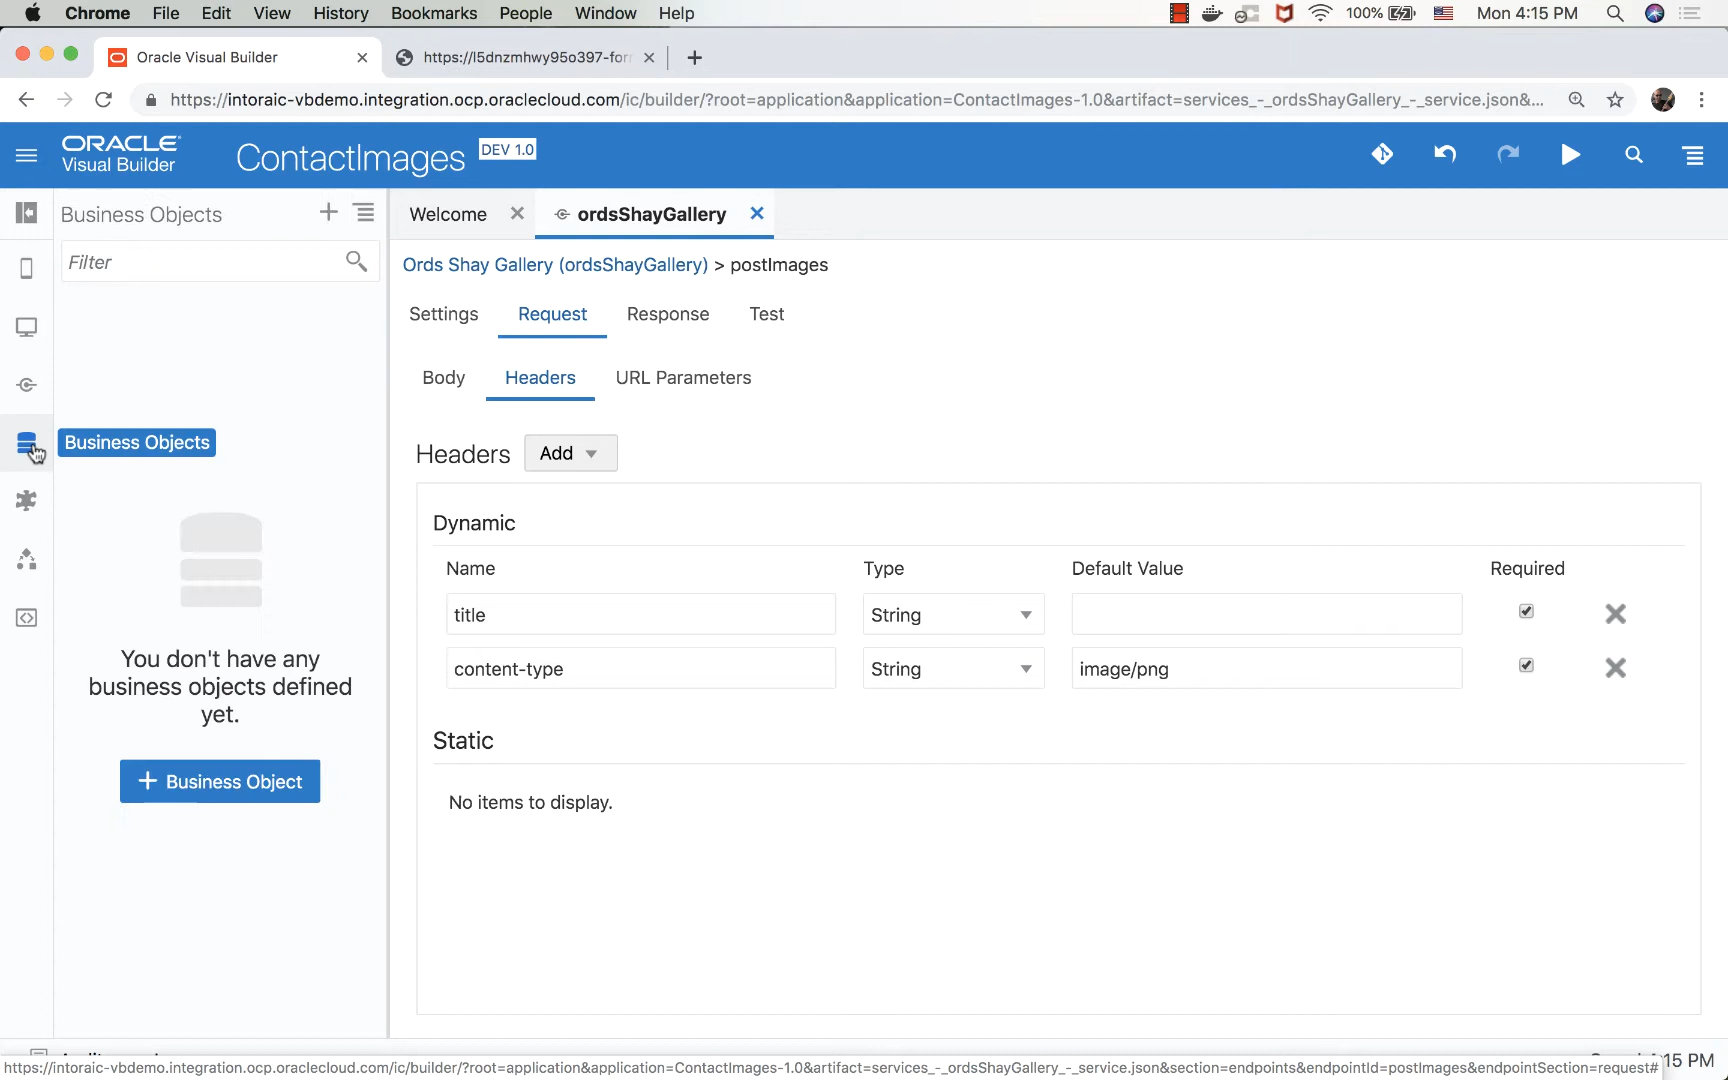 Chrome File Edit View History Bookmarks People Window Help 100% Mon 4:15 PM
Oracle Visual Builder https://l5dnzmhwy95o397-for
https://intoraic-vbdemo.integration.ocp.oraclecloud.com/ic/builder/?root=application&application=ContactImages-1.0&artifact=services_-_ordsShayGallery_-_service.json&...
ORACLE
Visual Builder
ContactImages DEV 1.0
Business Objects
Welcome ordsShayGallery
Filter
Ords Shay Gallery (ordsShayGallery) > postImages
Settings Request Response Test
Body Headers URL Parameters
Business Objects
Headers Add
Dynamic
Name Type Default Value Required
title String
content-type String image/png
You don't have any
business objects defined
yet.
Static
+ Business Object
No items to display.
https://intoraic-vbdemo.integration.ocp.oraclecloud.com/ic/builder/?root=application&application=ContactImages-1.0&artifact=services_-_ordsShayGallery_-_service.json&section=endpoints&endpointId=postImages&endpointSection=request#
15 PM